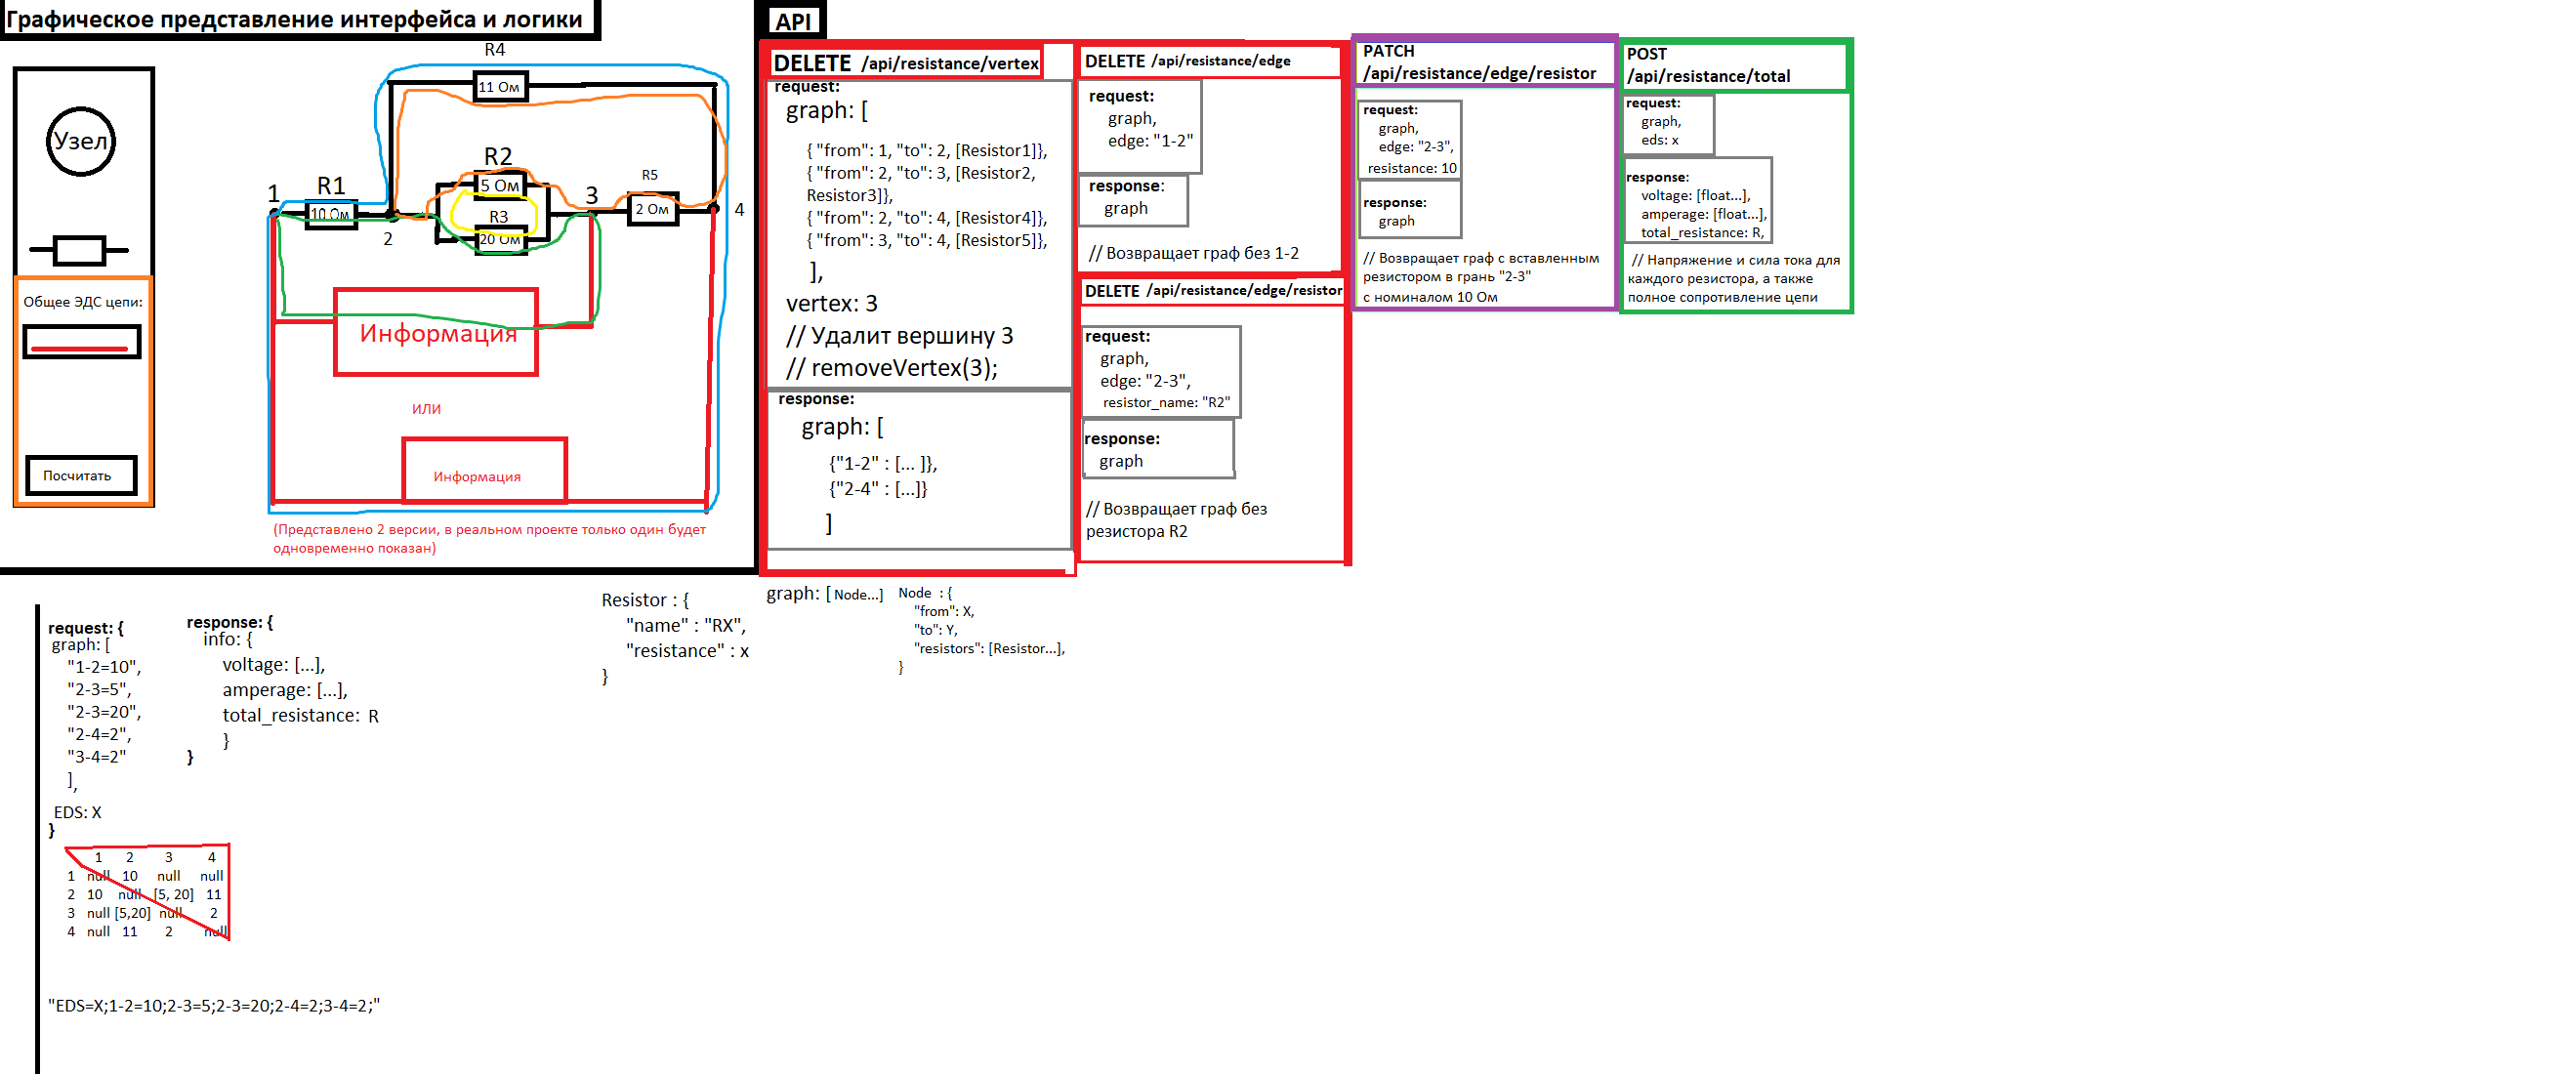 Графическое представление интерфейса и логики
Узел
Общее ЭДС цепи:
Посчитать
R4
11 Ом
R2
5 Ом
R3
20 Ом
1
R1
10 Ом
2
3
R5
2 Ом
4
Информация
ИЛИ
Информация
(Представлено 2 версии, в реальном проекте только один будет
одновременно показан)
API
DELETE /api/resistance/vertex
request:
graph: [
{ "from": 1, "to": 2, [Resistor1]},
{ "from": 2, "to": 3, [Resistor2,
Resistor3]},
{ "from": 2, "to": 4, [Resistor4]},
{ "from": 3, "to": 4, [Resistor5]},
],
vertex: 3
// Удалит вершину 3
// removeVertex(3);
response:
graph: [
{"1-2" : [... ]},
{"2-4" : [...]}
]
DELETE /api/resistance/edge
request:
graph,
edge: "1-2"
response:
graph
// Возвращает граф без 1-2
DELETE /api/resistance/edge/resistor
request:
graph,
edge: "2-3",
resistor_name: "R2"
response:
graph
// Возвращает граф без
резистора R2
PATCH
/api/resistance/edge/resistor
request:
graph,
edge: "2-3",
resistance: 10
response:
graph
// Возвращает граф с вставленным
резистором в грань "2-3"
с номиналом 10 Ом
POST
/api/resistance/total
request:
graph,
eds: x
response:
voltage: [float...],
amperage: [float...],
total_resistance: R,
// Напряжение и сила тока для
каждого резистора, а также
полное сопротивление цепи
request: {
graph: [
"1-2=10",
"2-3=5",
"2-3=20",
"2-4=2",
"3-4=2"
],
EDS: X
}
response: {
info: {
voltage: [...],
amperage: [...],
total_resistance: R
}
}
Resistor : {
"name" : "RX",
"resistance" : x
}
graph: [ Node...]
Node : {
"from": X,
"to": Y,
"resistors": [Resistor...],
}
1 2 3 4
1 null 10 null null
2 10 null [5, 20] 11
3 null [5,20] null 2
4 null 11 2 null
"EDS=X;1-2=10;2-3=5;2-3=20;2-4=2;3-4=2;"